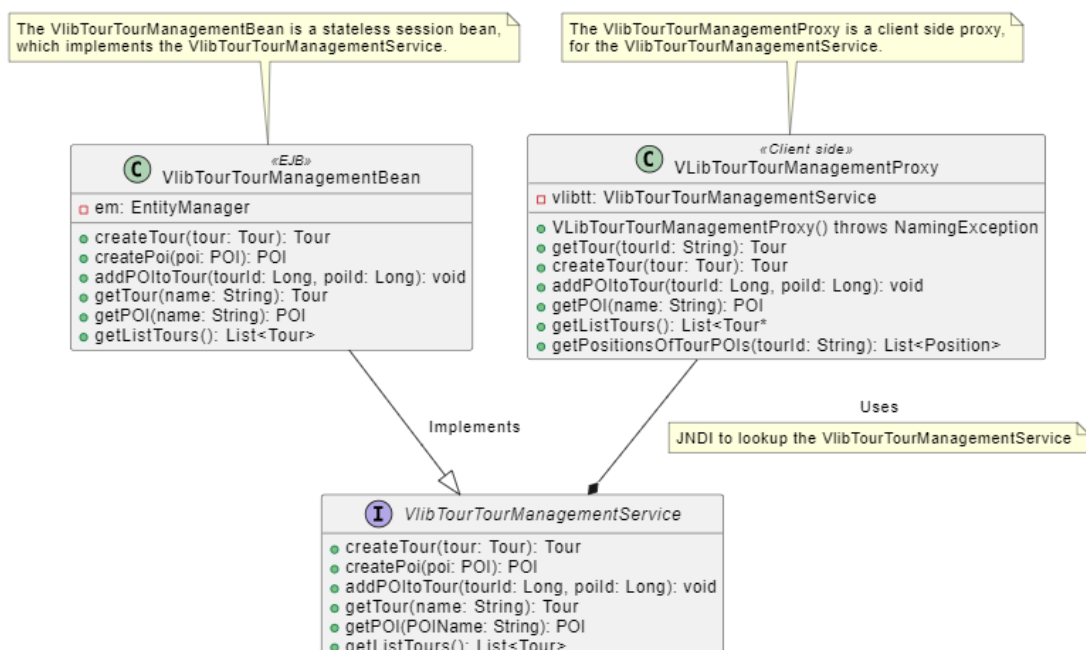 The VlibTourTourManagementBean is a stateless session bean,
which implements the VlibTourTourManagementService.
The VlibTourTourManagementProxy is a client side proxy,
for the VlibTourTourManagementService.
C
«EJB»
VlibTourTourManagementBean
em: EntityManager
createTour(tour: Tour): Tour
createPoi(poi: POI): POI
addPOItoTour(tourId: Long, poiId: Long): void
getTour(name: String): Tour
getPOI(name: String): POI
getListTours(): List<Tour>
C
«Client side»
VLibTourTourManagementProxy
vlibtt: VlibTourTourManagementService
VLibTourTourManagementProxy() throws NamingException
getTour(tourId: String): Tour
createTour(tour: Tour): Tour
addPOItoTour(tourId: Long, poiId: Long): void
getPOI(name: String): POI
getListTours(): List<Tour*
getPositionsOfTourPOIs(tourId: String): List<Position>
Implements
Uses
JNDI to lookup the VlibTourTourManagementService
I
VlibTourTourManagementService
createTour(tour: Tour): Tour
createPoi(poi: POI): POI
addPOItoTour(tourId: Long, poiId: Long): void
getTour(name: String): Tour
getPOI(POIName: String): POI
getListTours(): List<Tour>